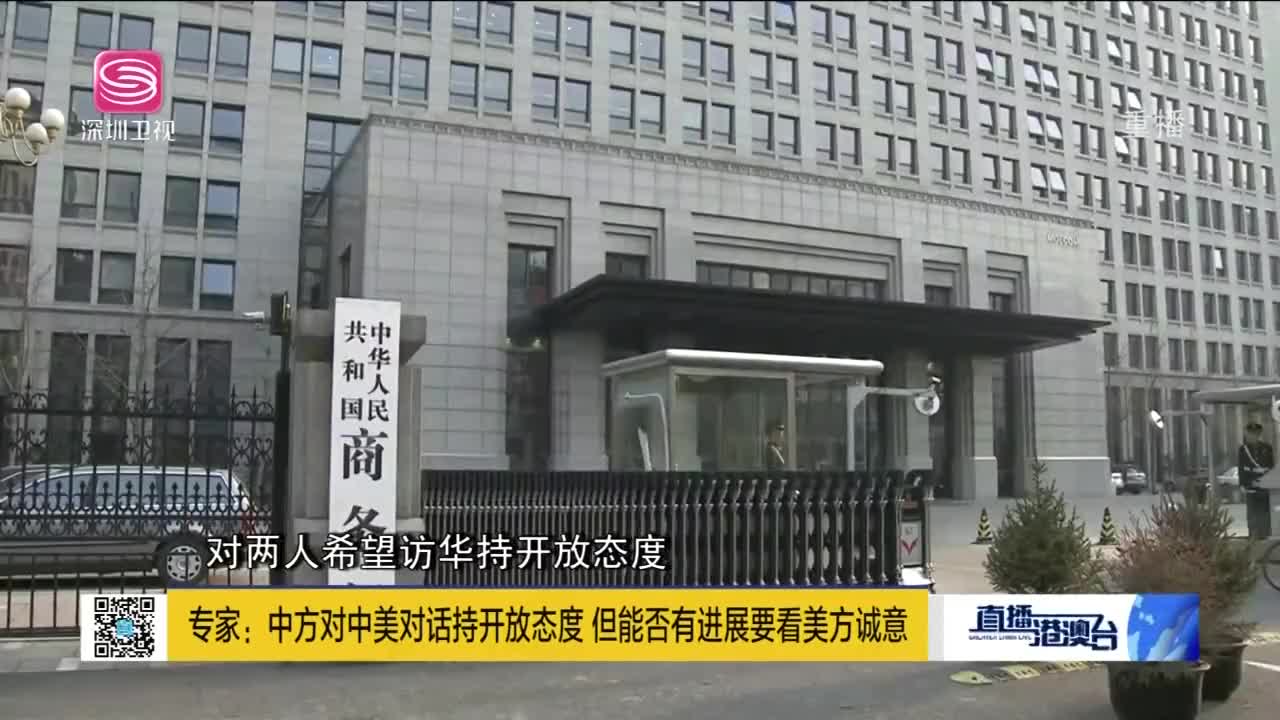 深圳卫视
重播
MOFCOM
中华人民
共和国
商务
对两人希望访华持开放态度
专家：中方对中美对话持开放态度 但能否有进展要看美方诚意
直播港澳台